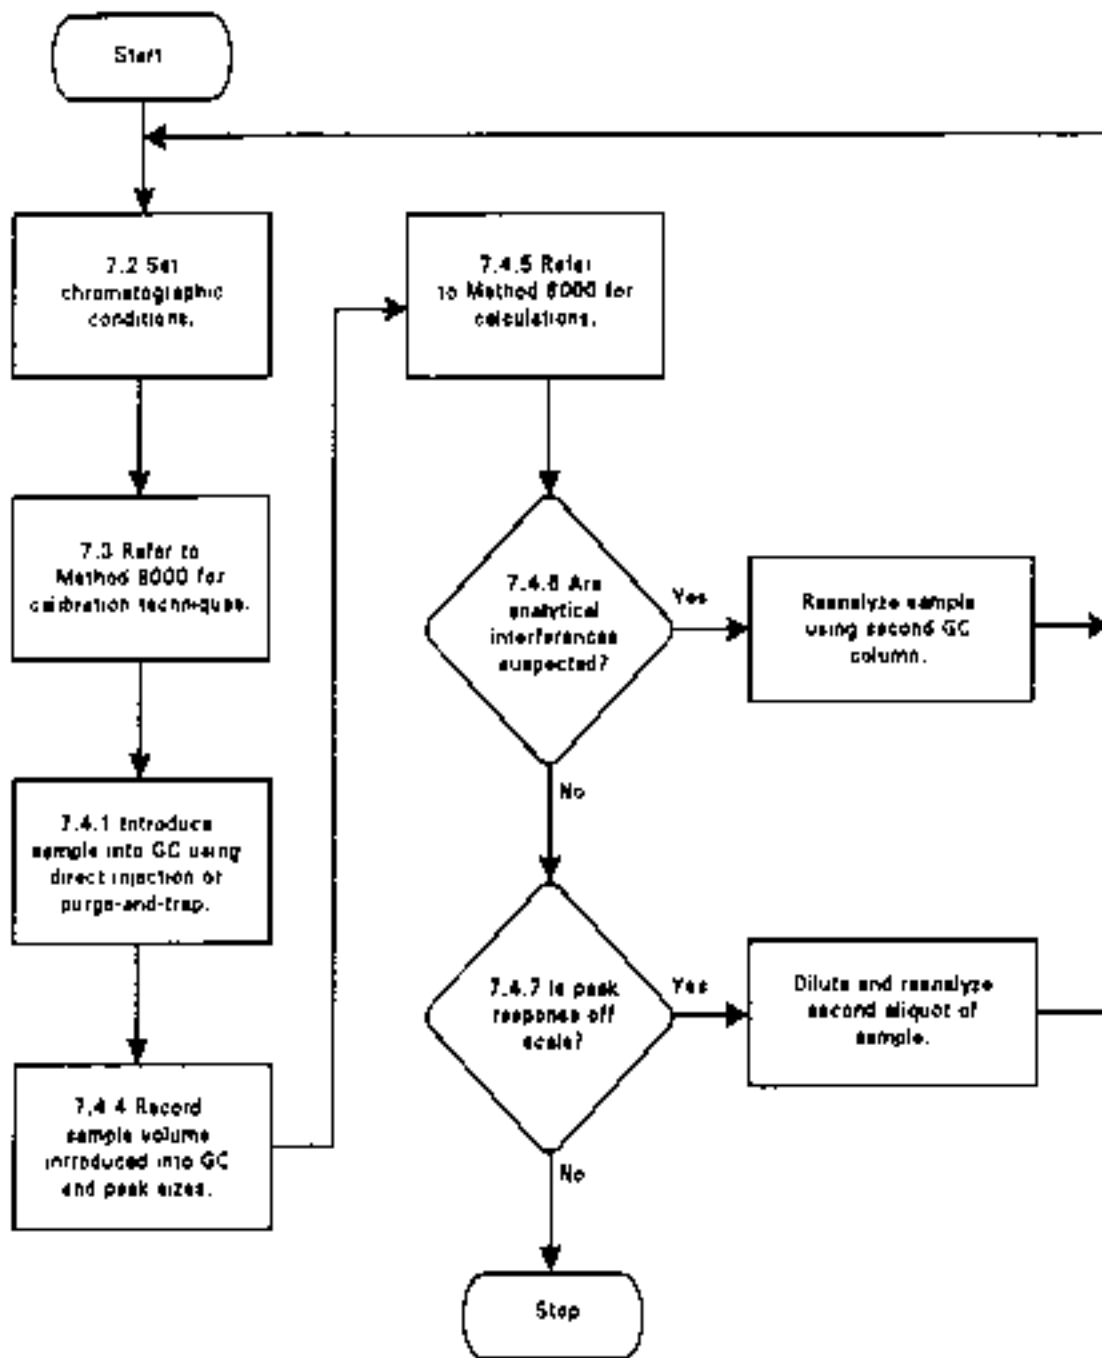 Start
7.2 Set
chromatographic
conditions.
7.3 Refer to
Method 8000 for
calibration techniques.
7.4.1 Introduce
sample into GC using
direct injection or
purge-and-trap.
7.4.4 Record
sample volume
introduced into GC
and peak sizes.
7.4.5 Refer
to Method 8000 for
calculations.
7.4.6 Are
analytical
interferences
suspected?
Yes
Reanalyze sample
using second GC
column.
No
7.4.7 Is peak
response off
scale?
Yes
Dilute and reanalyze
second aliquot of
sample.
No
Stop